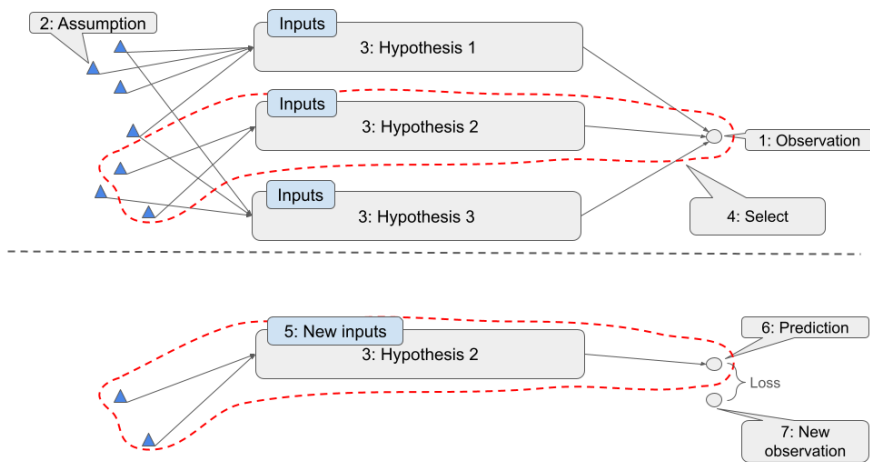 2: Assumption
Inputs
3: Hypothesis 1
Inputs
3: Hypothesis 2
1: Observation
Inputs
3: Hypothesis 3
4: Select
5: New inputs
3: Hypothesis 2
6: Prediction
Loss
7: New
observation